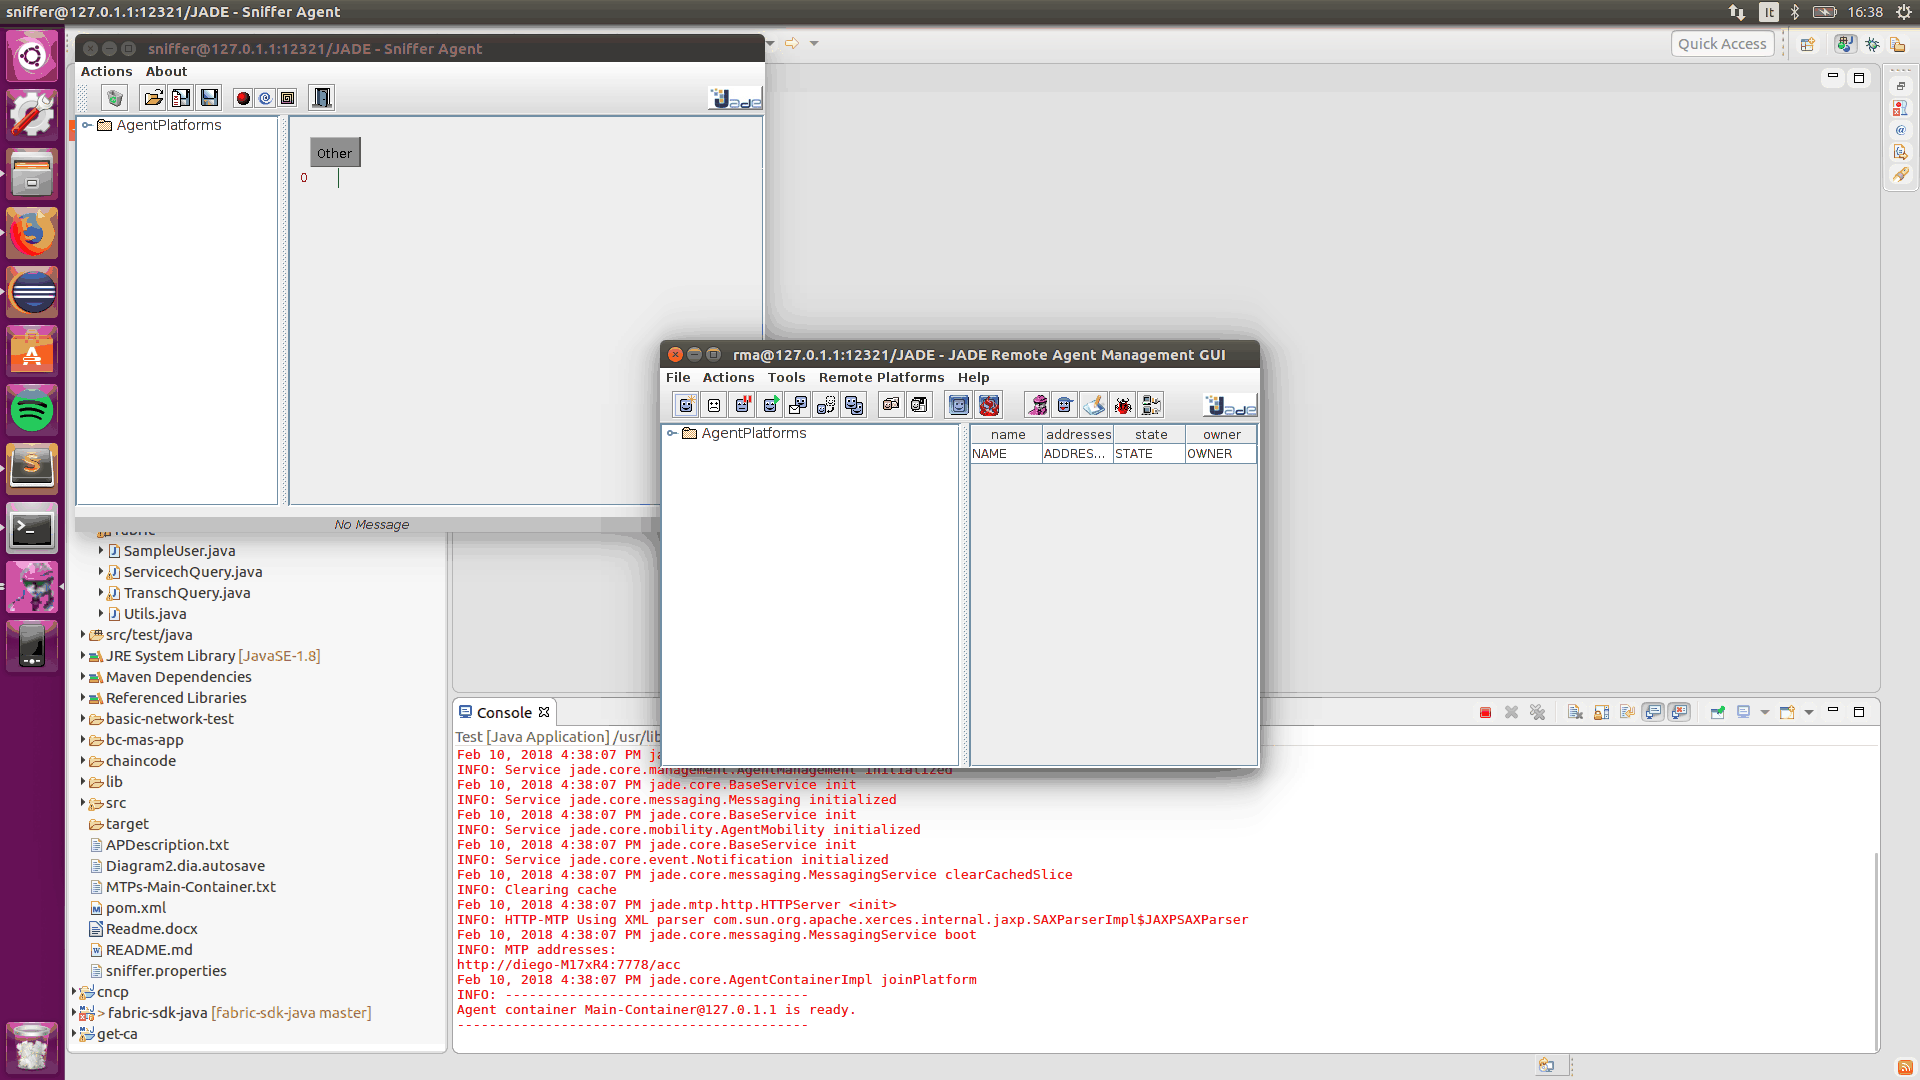 sniffer@127.0.1.1:12321/JADE - Sniffer Agent
It
16:38
sniffer@127.0.1.1:12321/JADE - Sniffer Agent
Quick Access
Actions About
Jade
AgentPlatforms
Other
0
No Message
rma@127.0.1.1:12321/JADE - JADE Remote Agent Management GUI
File Actions Tools Remote Platforms Help
Jade
AgentPlatforms
name addresses state owner
NAME ADDRES... STATE OWNER
fabric
SampleUser.java
ServicechQuery.java
TranschQuery.java
Utils.java
src/test/java
JRE System Library [JavaSE-1.8]
Maven Dependencies
Referenced Libraries
basic-network-test
bc-mas-app
chaincode
lib
src
target
APDescription.txt
Diagram2.dia.autosave
MTPs-Main-Container.txt
pom.xml
Readme.docx
README.md
sniffer.properties
cncp
> fabric-sdk-java [fabric-sdk-java master]
get-ca
Console
Test [Java Application] /usr/lib
Feb 10, 2018 4:38:07 PM ja
INFO: Service jade.core.management.AgentManagement initialized
Feb 10, 2018 4:38:07 PM jade.core.BaseService init
INFO: Service jade.core.messaging.Messaging initialized
Feb 10, 2018 4:38:07 PM jade.core.BaseService init
INFO: Service jade.core.mobility.AgentMobility initialized
Feb 10, 2018 4:38:07 PM jade.core.BaseService init
INFO: Service jade.core.event.Notification initialized
Feb 10, 2018 4:38:07 PM jade.core.messaging.MessagingService clearCachedSlice
INFO: Clearing cache
Feb 10, 2018 4:38:07 PM jade.mtp.http.HTTPServer <init>
INFO: HTTP-MTP Using XML parser com.sun.org.apache.xerces.internal.jaxp.SAXParserImpl$JAXPSAXParser
Feb 10, 2018 4:38:07 PM jade.core.messaging.MessagingService boot
INFO: MTP addresses:
http://diego-M17xR4:7778/acc
Feb 10, 2018 4:38:07 PM jade.core.AgentContainerImpl joinPlatform
INFO: --------------------------------------
Agent container Main-Container@127.0.1.1 is ready.
--------------------------------------------